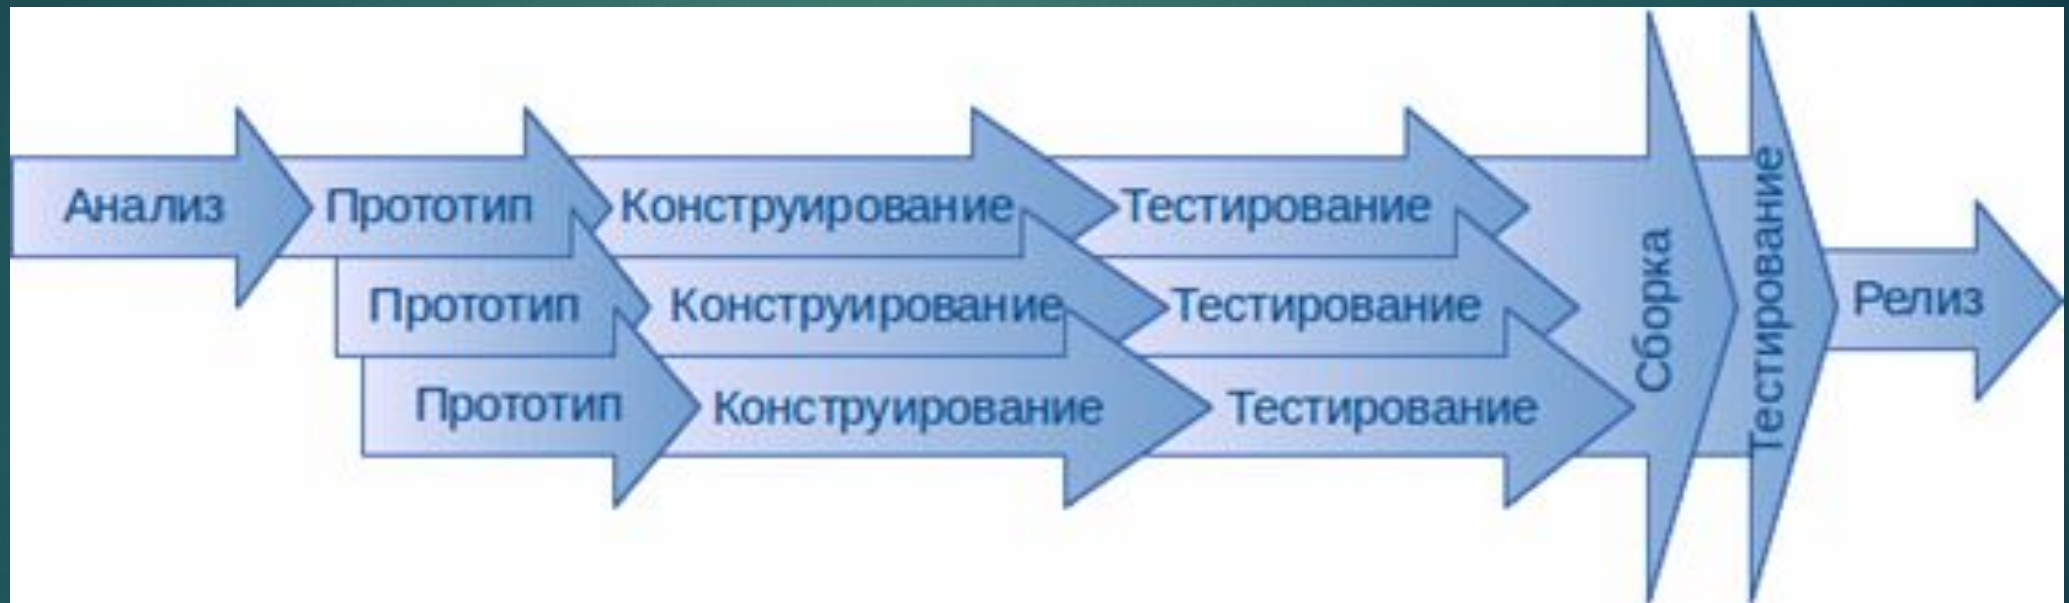 Анализ
Прототип
Конструирование
Тестирование
Прототип
Конструирование
Тестирование
Прототип
Конструирование
Тестирование
Сборка
Тестирование
Релиз